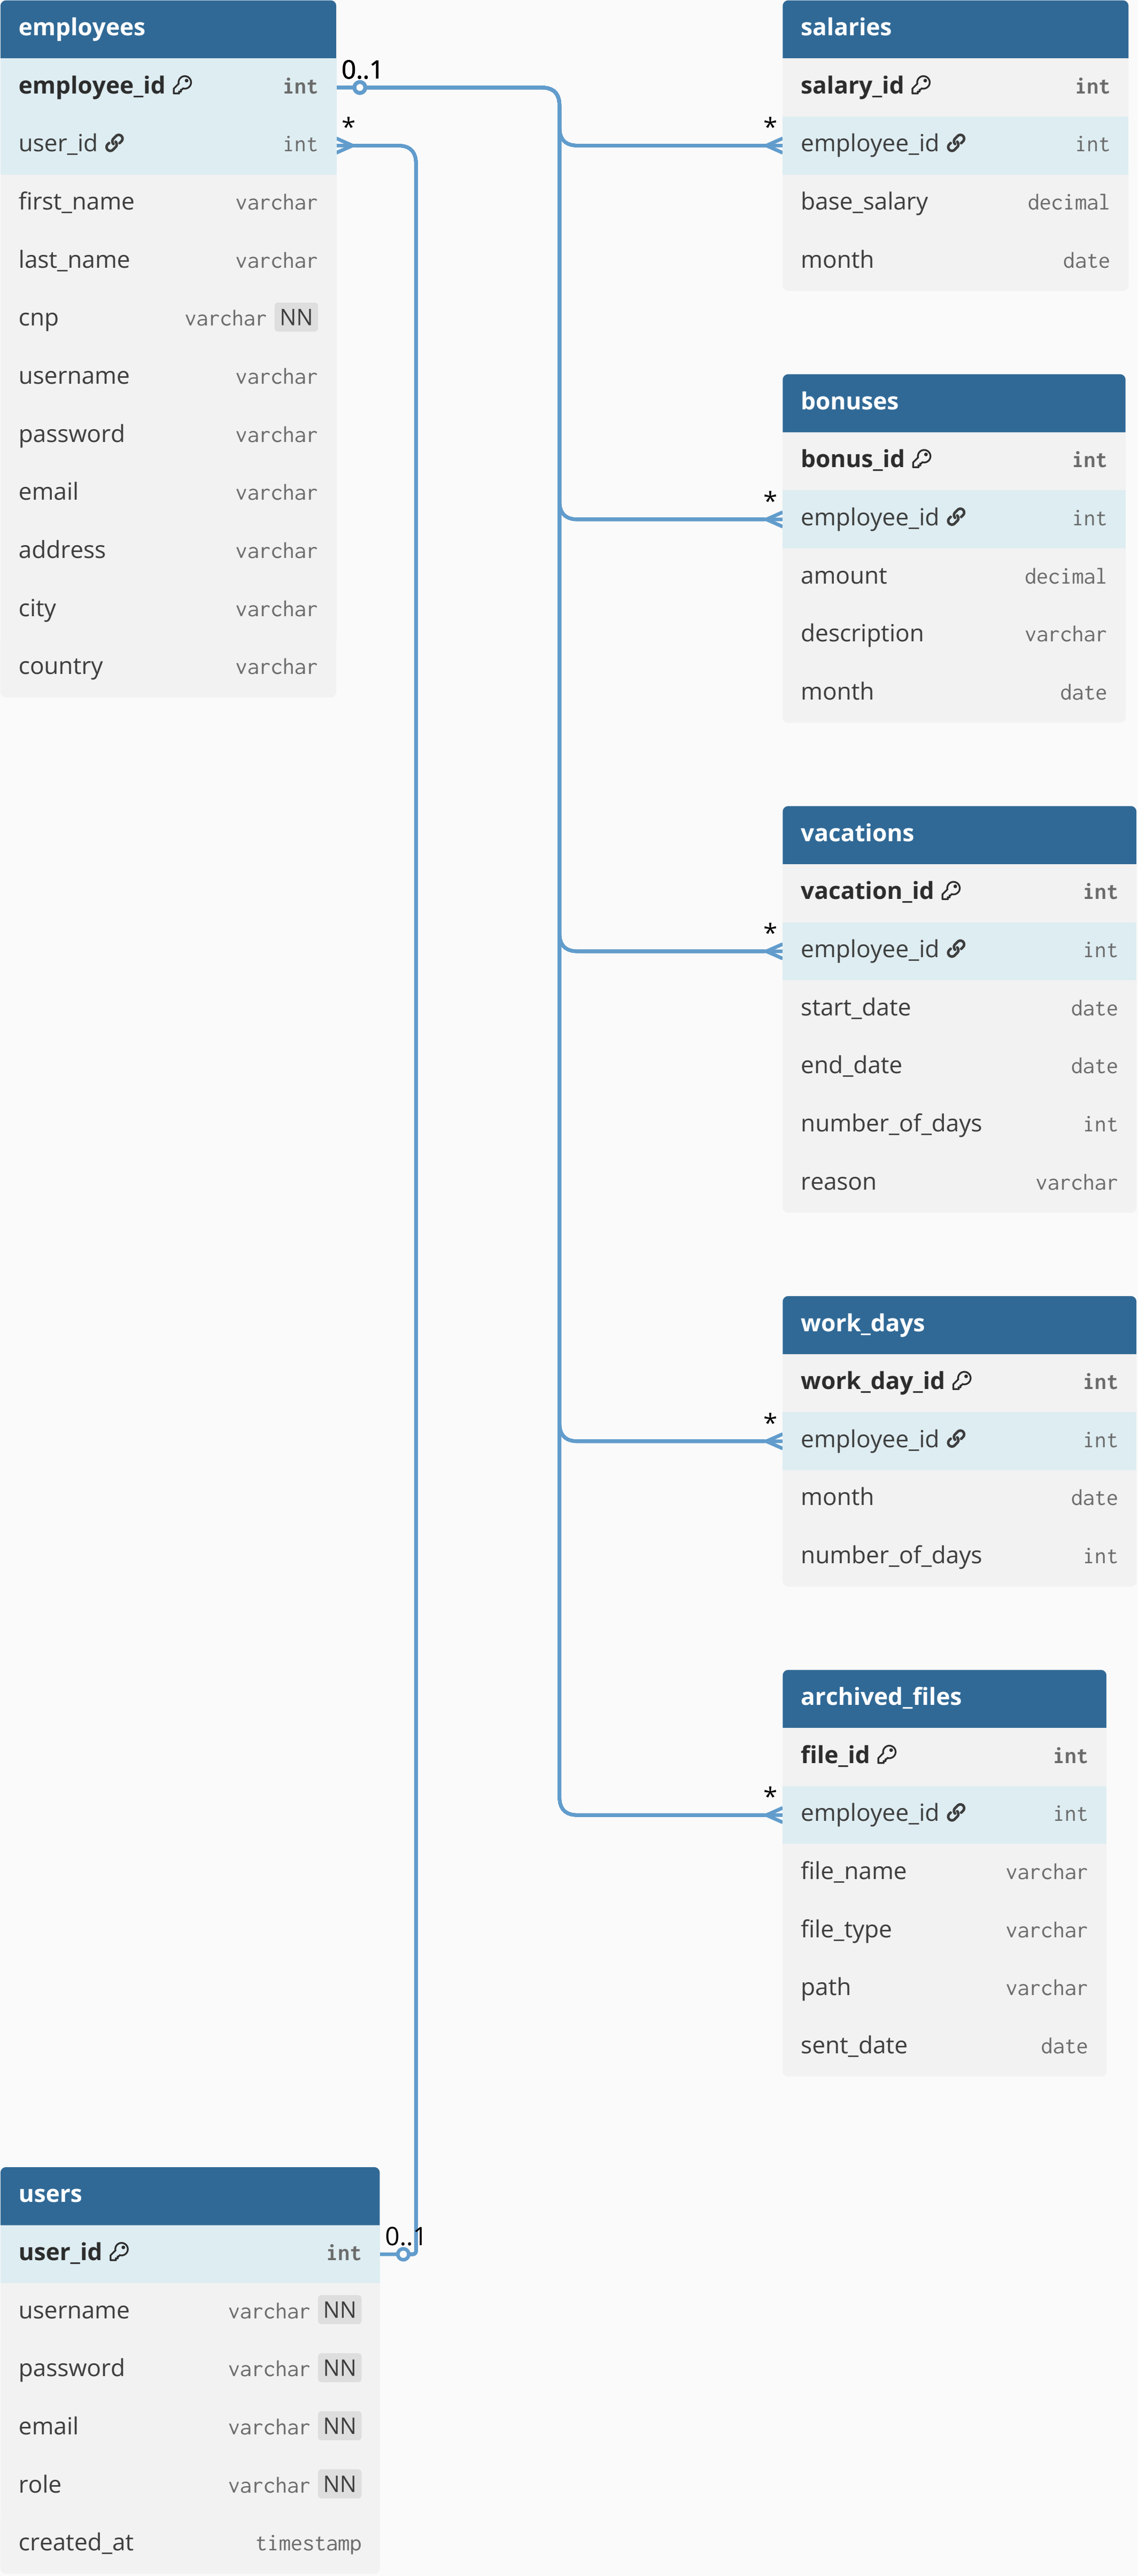 employees
employee_id int
user_id int
first_name varchar
last_name varchar
cnp varchar NN
username varchar
password varchar
email varchar
address varchar
city varchar
country varchar
0..1
*
*
salaries
salary_id int
employee_id int
base_salary decimal
month date
*
bonuses
bonus_id int
employee_id int
amount decimal
description varchar
month date
*
vacations
vacation_id int
employee_id int
start_date date
end_date date
number_of_days int
reason varchar
*
work_days
work_day_id int
employee_id int
month date
number_of_days int
*
archived_files
file_id int
employee_id int
file_name varchar
file_type varchar
path varchar
sent_date date
users
user_id int
0..1
username varchar NN
password varchar NN
email varchar NN
role varchar NN
created_at timestamp